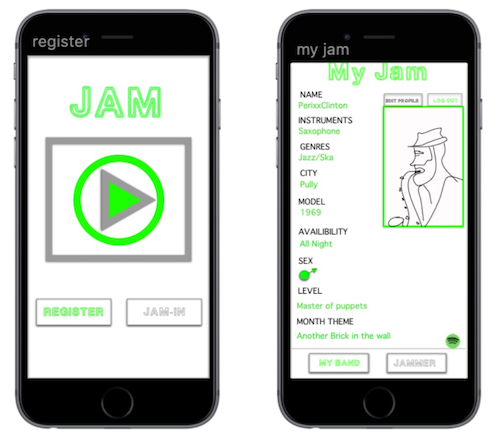 register
JAM
REGISTER
JAM-IN
my jam
My Jam
NAME
PerixxClinton
EDIT PROFILE
LOG OUT
INSTRUMENTS
Saxophone
GENRES
Jazz/Ska
CITY
Pully
MODEL
1969
AVAILIBILITY
All Night
SEX
LEVEL
Master of puppets
MONTH THEME
Another Brick in the wall
MY BAND
JAMMER